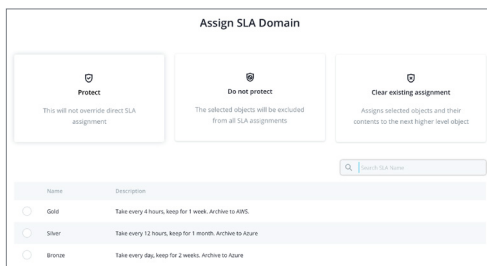 Assign SLA Domain
Protect
This will not override direct SLA
assignment
Do not protect
The selected objects will be excluded
from all SLA assignments
Clear existing assignment
Assigns selected objects and their
contents to the next higher level object
Search SLA Name
Name Description
Gold Take every 4 hours, keep for 1 week. Archive to AWS.
Silver Take every 12 hours, keep for 1 month. Archive to Azure
Bronze Take every day, keep for 2 weeks. Archive to Azure